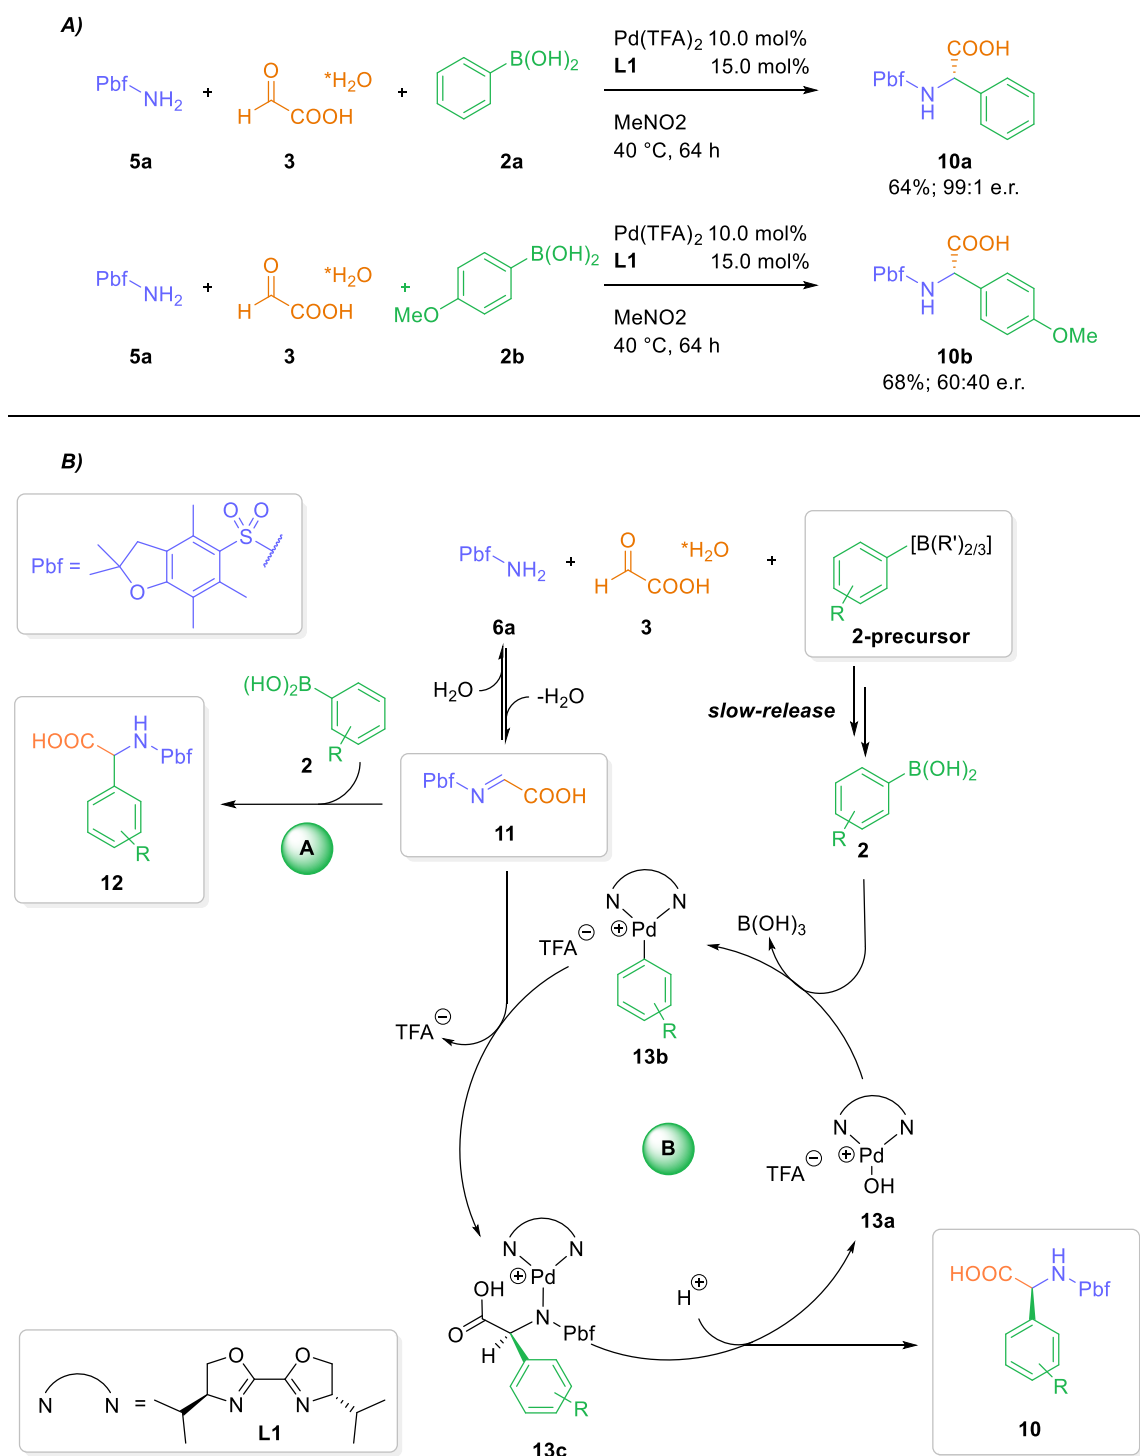 A)
Pbf NH2 + H O COOH *H2O + B(OH)2
Pd(TFA)2 10.0 mol%
L1 15.0 mol%
MeNO2
40 °C, 64 h
COOH
Pbf N H
5a 3 2a 10a
64%; 99:1 e.r.
Pbf NH2 + H O COOH *H2O + B(OH)2 MeO
Pd(TFA)2 10.0 mol%
L1 15.0 mol%
MeNO2
40 °C, 64 h
COOH
Pbf N H OMe
5a 3 2b 10b
68%; 60:40 e.r.
B)
Pbf = O S O O
Pbf NH2 + H O COOH *H2O + [B(R')2/3] R
6a 3 2-precursor
H2O -H2O
slow-release
(HO)2B R
2
HOOC H N Pbf R
12
A
Pbf N COOH
11
B(OH)2 R
2
N N
⊕ Pd
TFA ⊖
R
13b
B(OH)3
TFA ⊖
B
N N
⊕ Pd
OH
TFA ⊖
13a
N N
⊕ Pd
OH
O
N
Pbf
H
R
13c
H ⊕
HOOC H N Pbf
R
10
N N = O O N N
L1